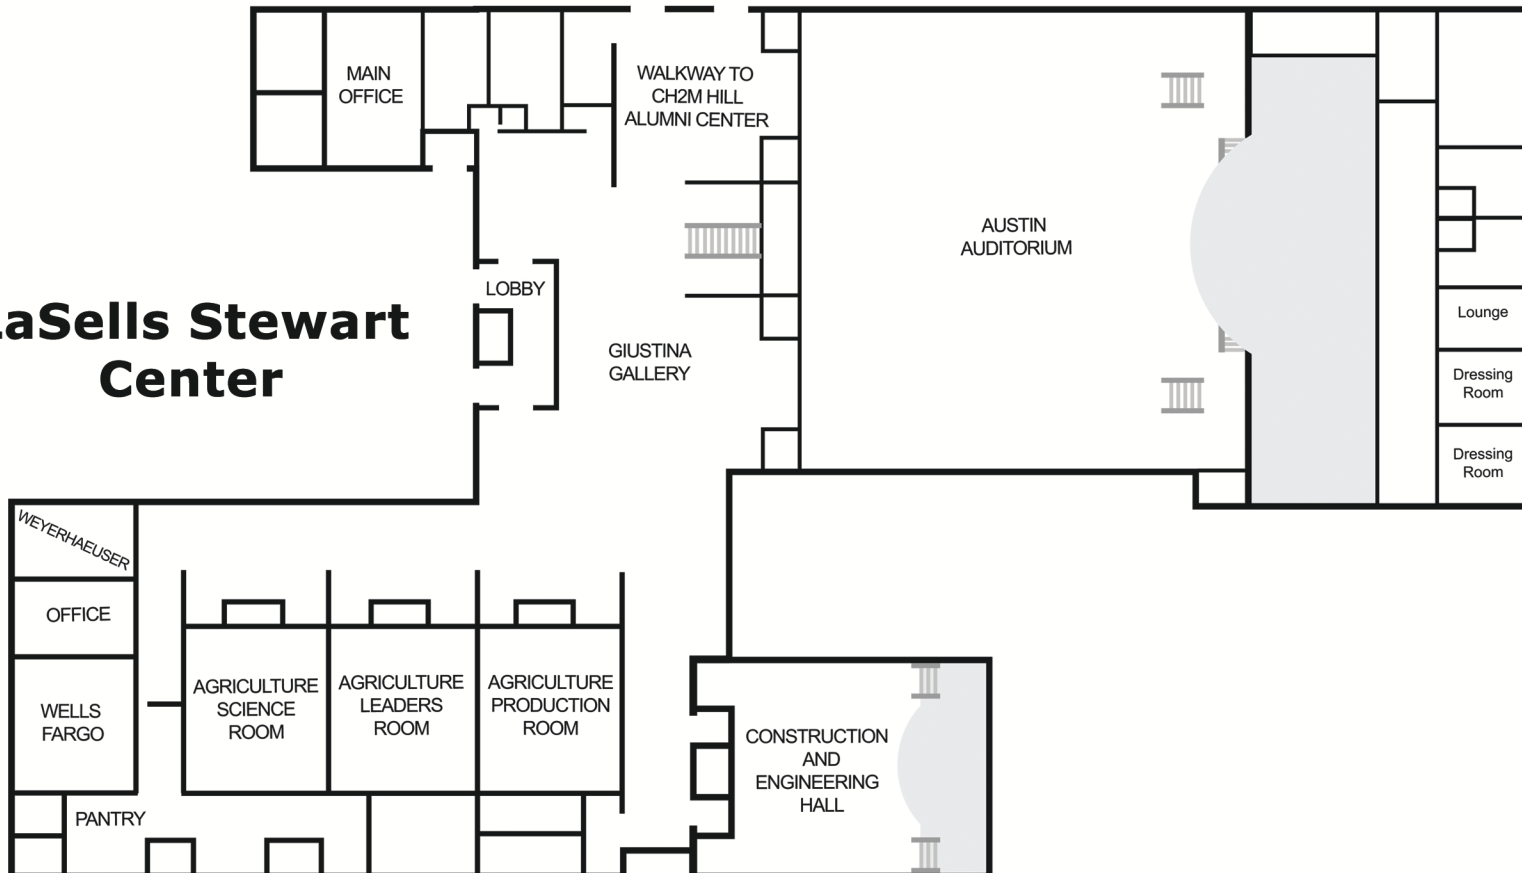 MAIN
OFFICE
WALKWAY TO
CH2M HILL
ALUMNI CENTER
AUSTIN
AUDITORIUM
LOBBY
aSells Stewart
Center
GIUSTINA
GALLERY
Lounge
Dressing
Room
Dressing
Room
WEYERHAEUSER
OFFICE
WELLS
FARGO
AGRICULTURE
SCIENCE
ROOM
AGRICULTURE
LEADERS
ROOM
AGRICULTURE
PRODUCTION
ROOM
CONSTRUCTION
AND
ENGINEERING
HALL
PANTRY